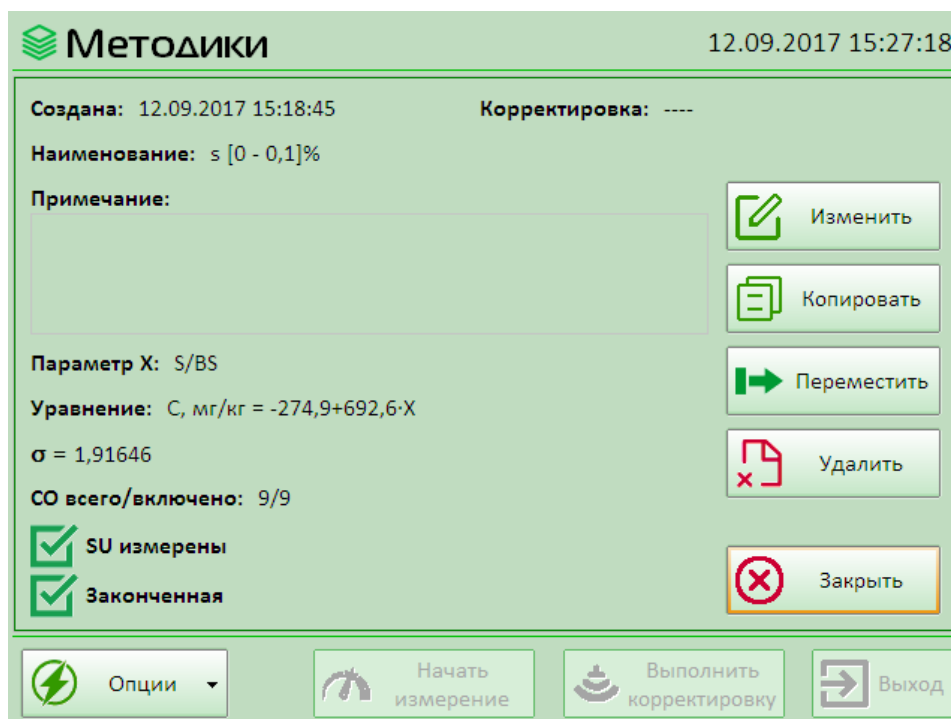 Методики
12.09.2017 15:27:18
Создана: 12.09.2017 15:18:45
Корректировка: ----
Наименование: s [0 - 0,1]%
Примечание:
Изменить
Копировать
Переместить
Удалить
Параметр X: S/BS
Уравнение: C, мг/кг = -274,9+692,6·X
σ = 1,91646
СО всего/включено: 9/9
SU измерены
Законченная
Закрыть
Опции
Начать
измерение
Выполнить
корректировку
Выход